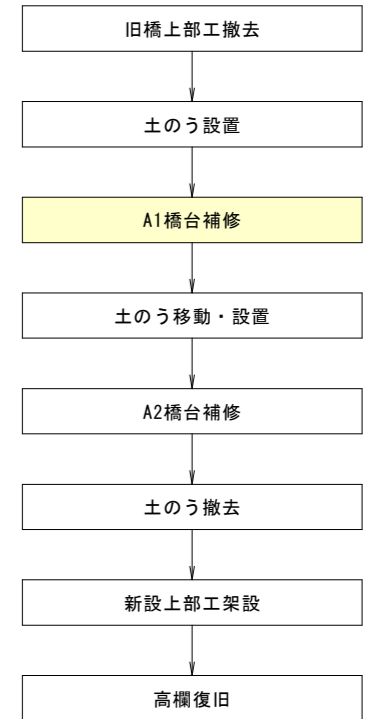 旧橋上部工撤去
土のう設置
A1橋台補修
土のう移動・設置
A2橋台補修
土のう撤去
新設上部工架設
高欄復旧